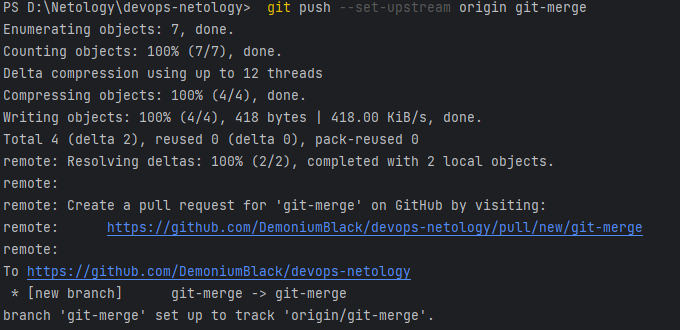 PS D:\Netology\devops-netology>  git push --set-upstream origin git-merge
Enumerating objects: 7, done.
Counting objects: 100% (7/7), done.
Delta compression using up to 12 threads
Compressing objects: 100% (4/4), done.
Writing objects: 100% (4/4), 418 bytes | 418.00 KiB/s, done.
Total 4 (delta 2), reused 0 (delta 0), pack-reused 0
remote: Resolving deltas: 100% (2/2), completed with 2 local objects.
remote:
remote: Create a pull request for 'git-merge' on GitHub by visiting:
remote:      https://github.com/DemoniumBlack/devops-netology/pull/new/git-merge
remote:
To https://github.com/DemoniumBlack/devops-netology
 * [new branch]      git-merge -> git-merge
branch 'git-merge' set up to track 'origin/git-merge'.